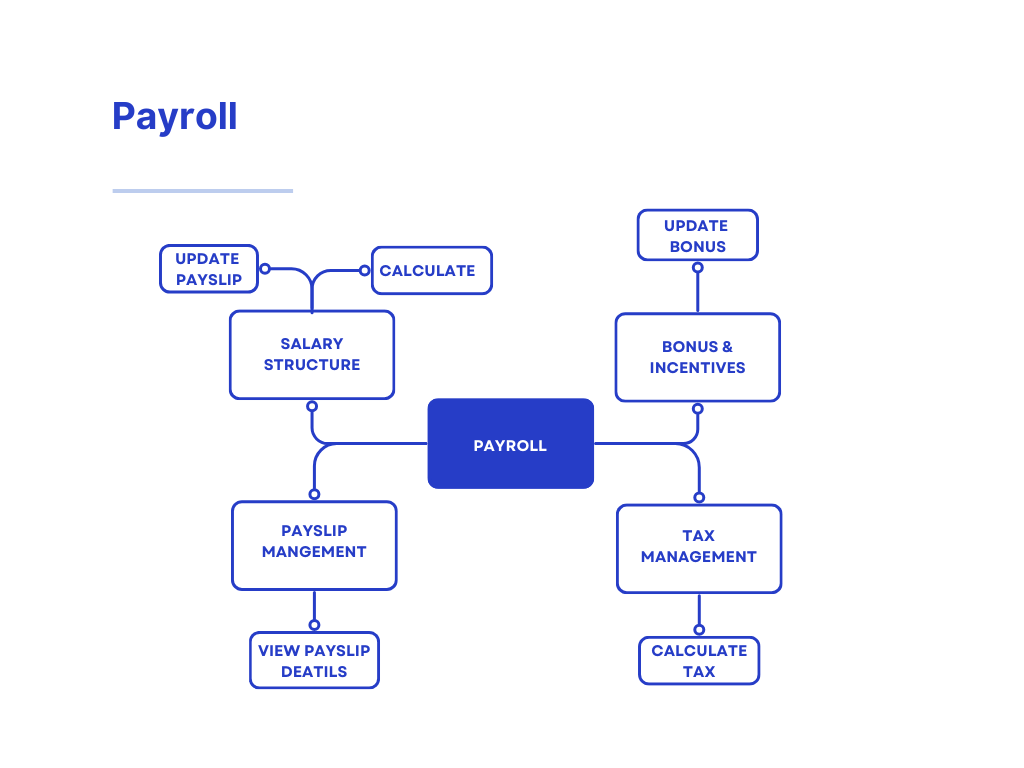 Payroll
UPDATE
BONUS
UPDATE
PAYSLIP
CALCULATE
SALARY
STRUCTURE
BONUS &
INCENTIVES
PAYROLL
PAYSLIP
MANGEMENT
TAX
MANAGEMENT
VIEW PAYSLIP
DEATILS
CALCULATE
TAX